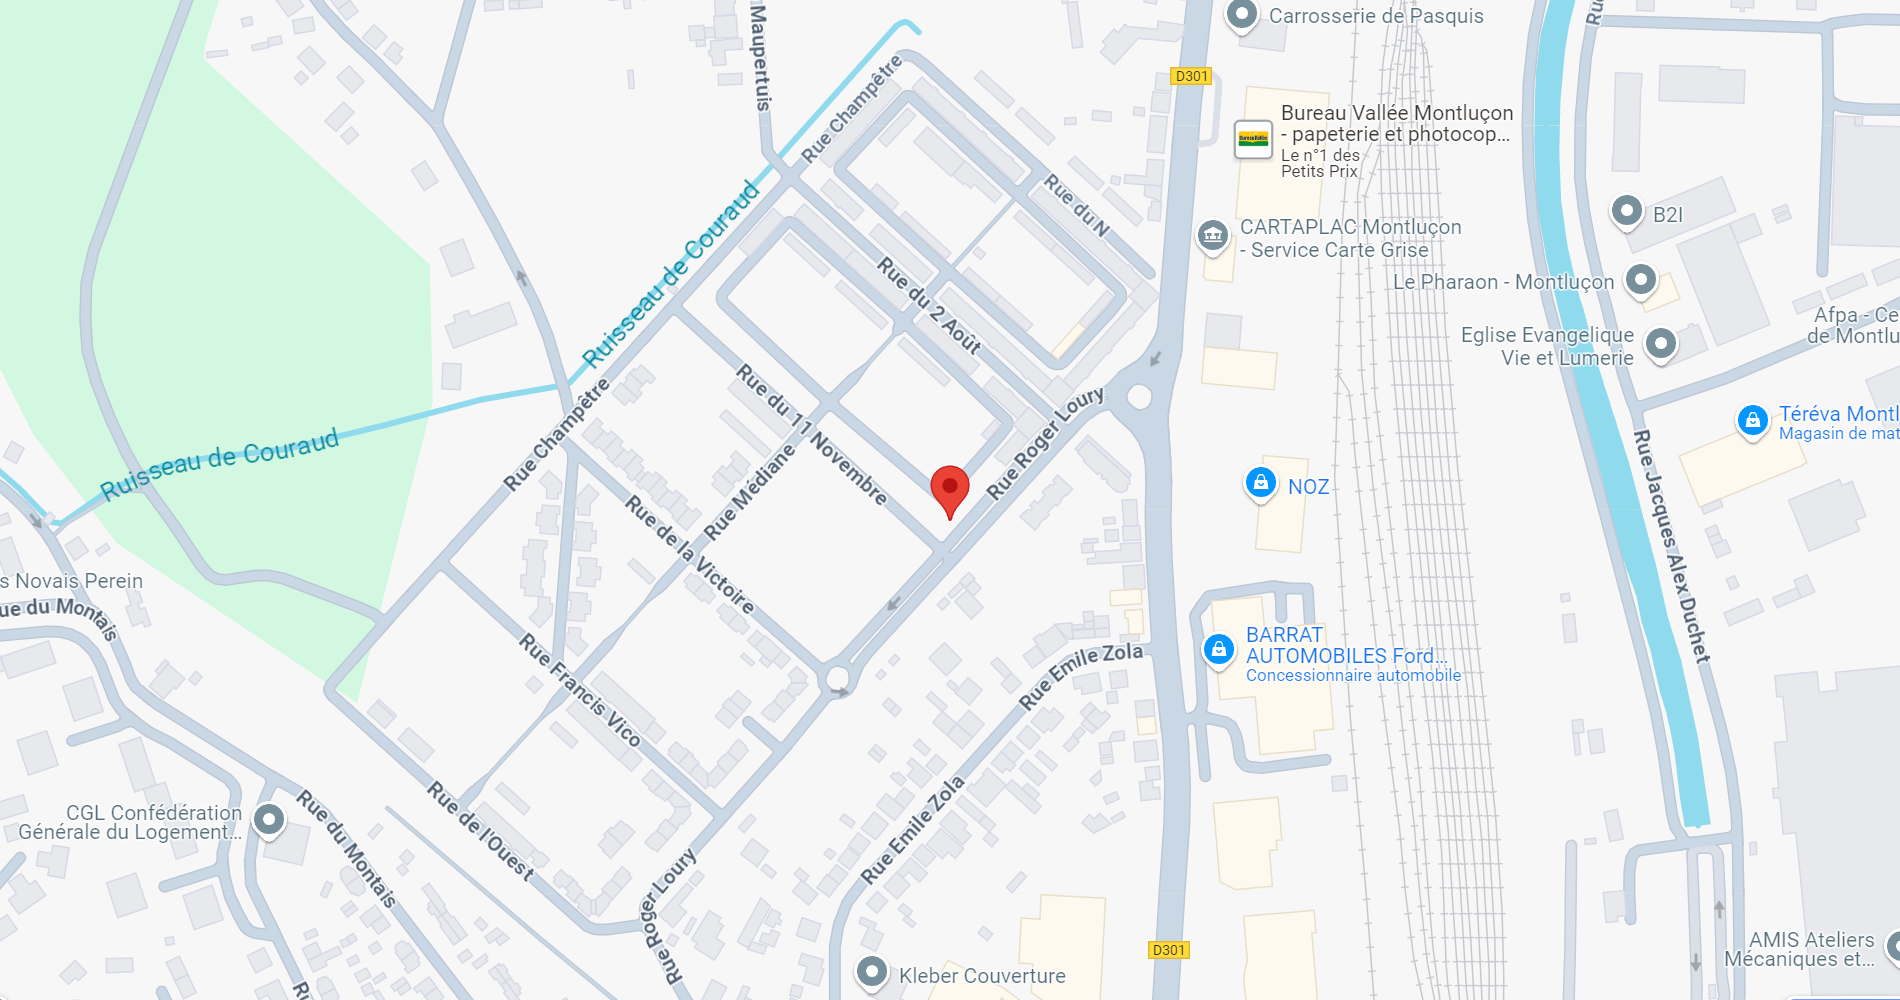 Carrosserie de Pasquis
Maupertuis
D301
Rue Champêtre
Bureau Vallée Montluçon
- papeterie et photocop...
Le n°1 des
Petits Prix
Rue du N
B2I
CARTAPLAC Montluçon
- Service Carte Grise
Ruisseau de Couraud
Le Pharaon - Montluçon
Rue du 2 Août
Afpa - Ce
de Montlu
Eglise Evangelique
Vie et Lumerie
Rue du 11 Novembre
Rue Champêtre
Rue Roger Loury
Téréva Montl
Magasin de mat
Ruisseau de Couraud
NOZ
Rue Médiane
Rue de la Victoire
Rue Jacques Alex Duchet
s Novais Perein
ue du Montais
BARRAT
AUTOMOBILES Ford...
Concessionnaire automobile
Rue Emile Zola
Rue Francis Vico
CGL Confédération
Générale du Logement...
Rue du Montais
Rue de l'Ouest
Rue Emile Zola
Rue Roger Loury
Rue Roger Loury
D301
AMIS Ateliers
Mécaniques et...
Kleber Couverture